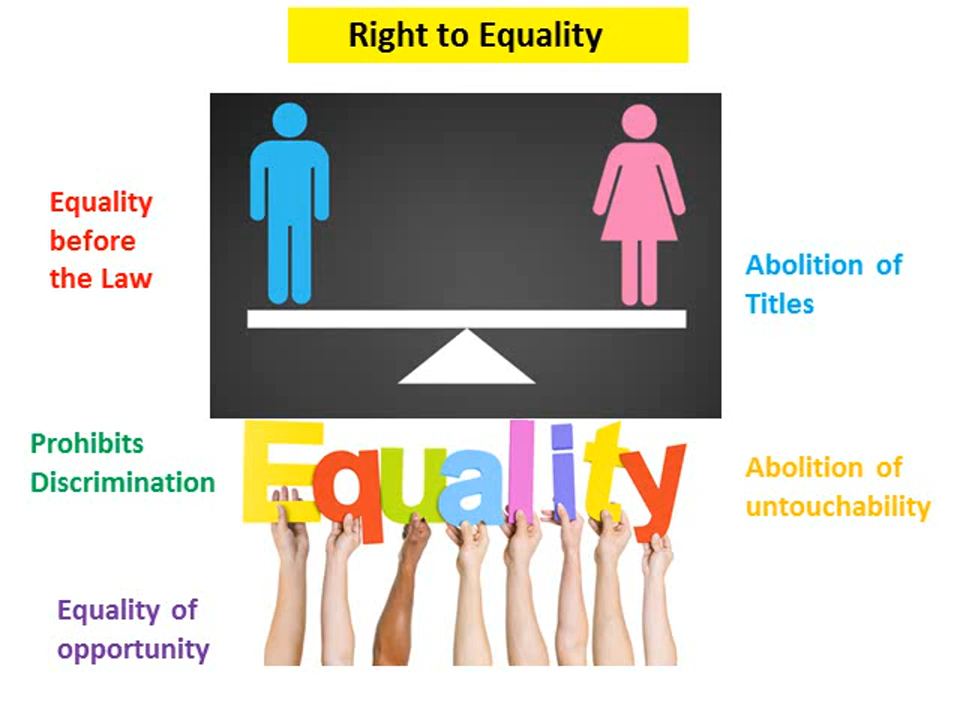 Right to Equality
Equality
before
the Law
Abolition of
Titles
Prohibits
Discrimination
Equality
Abolition of
untouchability
Equality of
opportunity